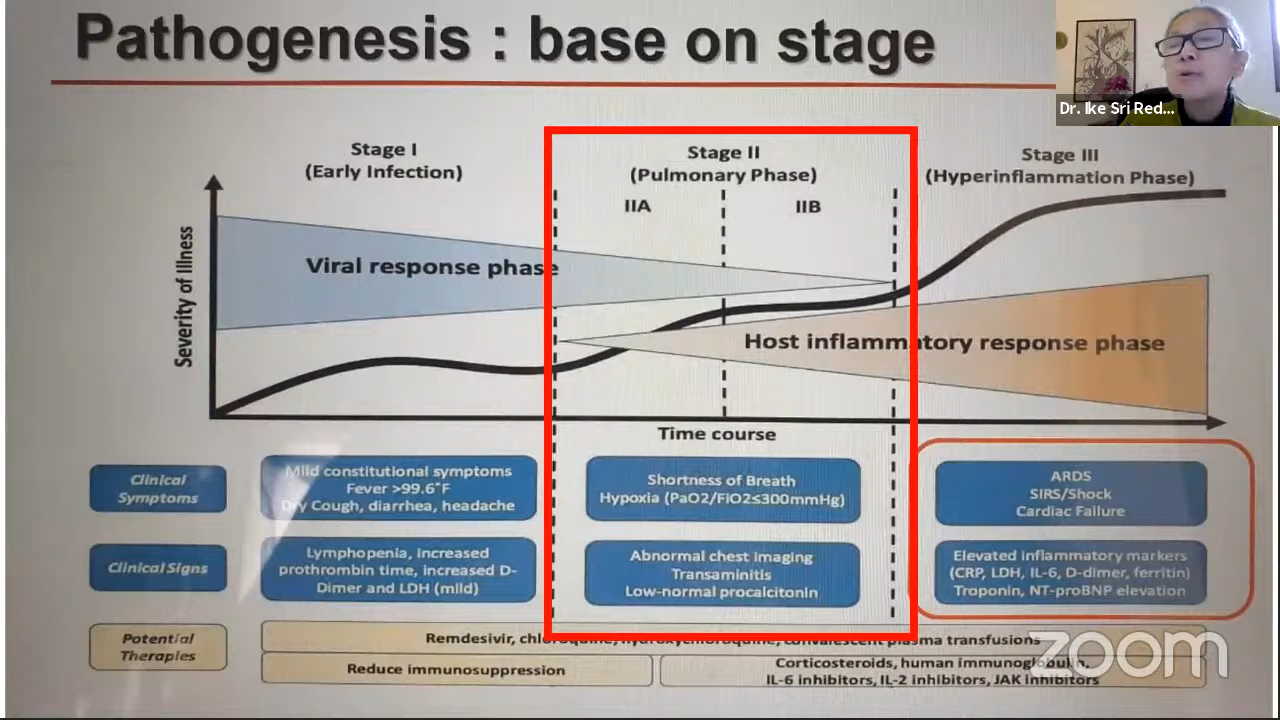 Pathogenesis : base on stage
Dr. Ike Sri Red...
Stage I
(Early Infection)
Stage II
(Pulmonary Phase)
Stage III
(Hyperinflammation Phase)
IIA
IIB
Severity of Illness
Viral response phase
Host inflammatory response phase
Time course
Clinical
Symptoms
Mild constitutional symptoms
Fever >99.6°F
Dry Cough, diarrhea, headache
Shortness of Breath
Hypoxia (PaO2/FiO2≤300mmHg)
ARDS
SIRS/Shock
Cardiac Failure
Clinical Signs
Lymphopenia, increased
prothrombin time, increased D-
Dimer and LDH (mild)
Abnormal chest imaging
Transaminitis
Low-normal procalcitonin
Elevated inflammatory markers
(CRP, LDH, IL-6, D-dimer, ferritin)
Troponin, NT-proBNP elevation
Potential
Therapies
Remdesivir, chloroquine, hydroxychloroquine, convalescent plasma transfusions
Reduce immunosuppression
Corticosteroids, human immunoglobulin,
IL-6 inhibitors, IL-2 inhibitors, JAK inhibitors
zoom